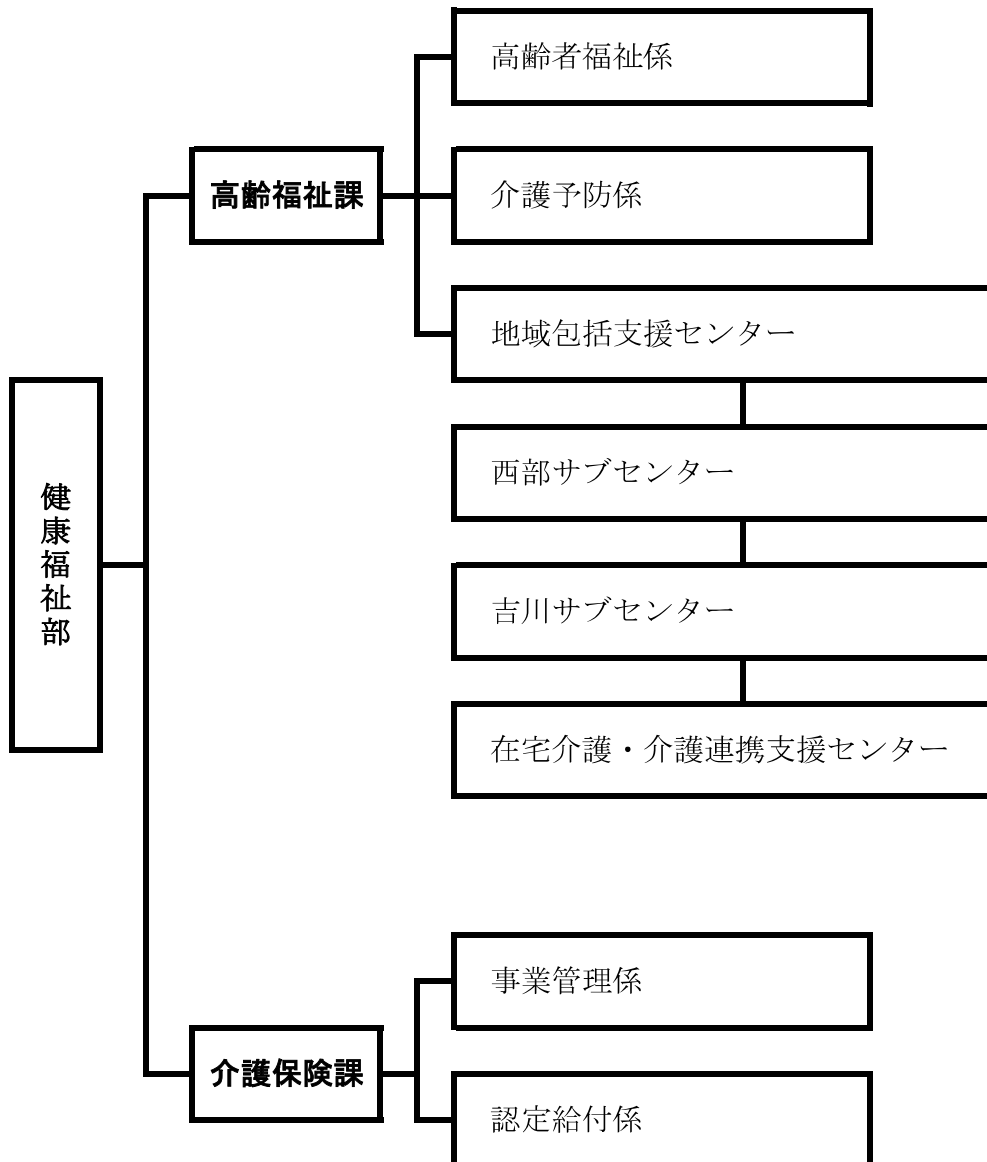 高齢者福祉係
高齢福祉課
介護予防係
地域包括支援センター
西部サブセンター
健康福祉部
吉川サブセンター
在宅介護・介護連携支援センター
事業管理係
介護保険課
認定給付係